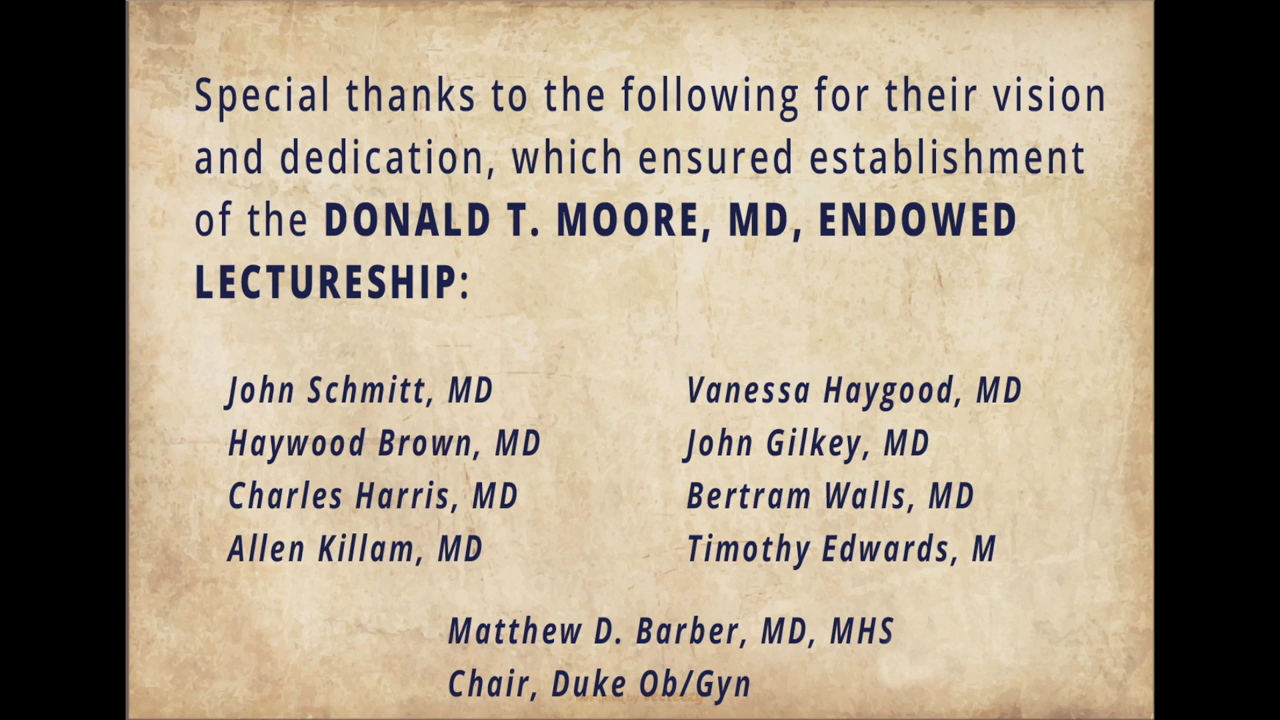 Special thanks to the following for their vision
and dedication, which ensured establishment
of the DONALD T. MOORE, MD, ENDOWED
LECTURESHIP:
John Schmitt, MD
Haywood Brown, MD
Charles Harris, MD
Allen Killam, MD
Vanessa Haygood, MD
John Gilkey, MD
Bertram Walls, MD
Timothy Edwards, M
Matthew D. Barber, MD, MHS
Chair, Duke Ob/Gyn